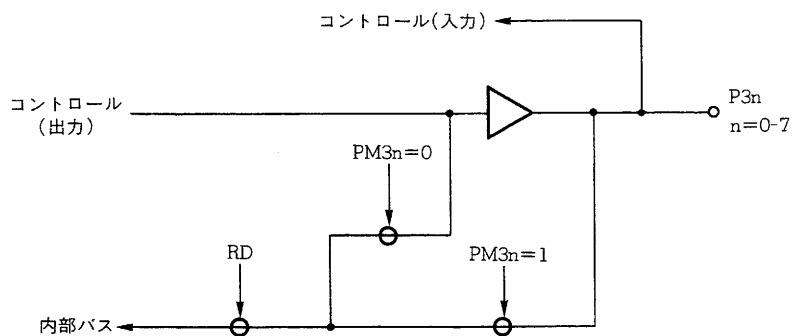 コントロール(入力)
コントロール
(出力)
P3n
n=0-7
PM3n=0
RD
PM3n=1
内部バス